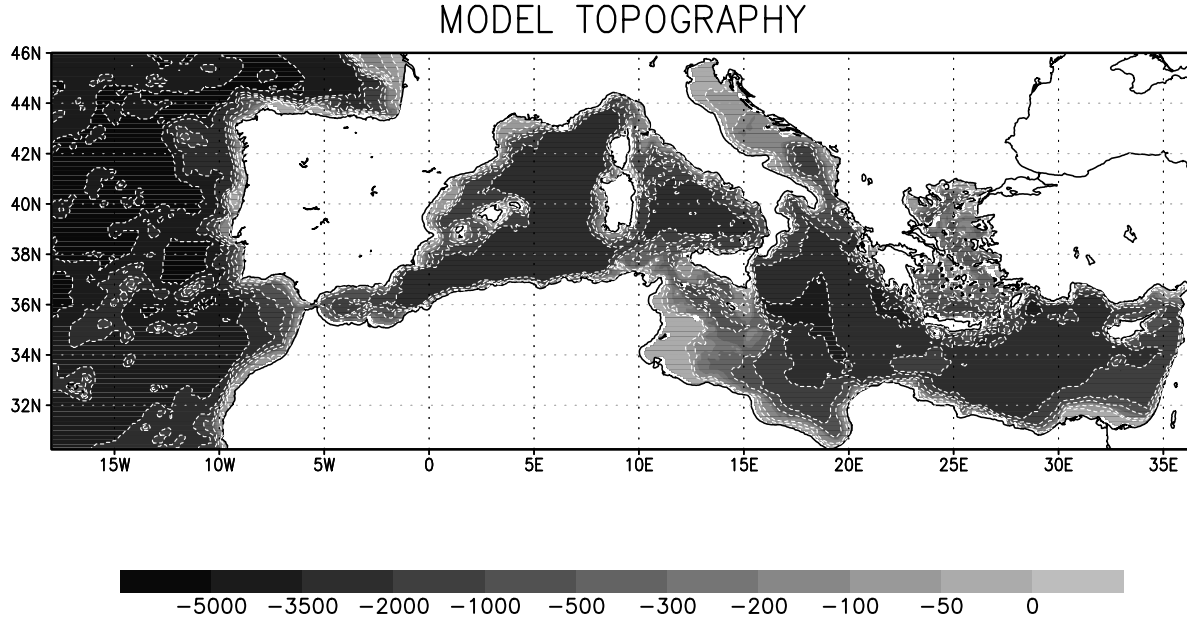 MODEL TOPOGRAPHY
46N
44N
42N
40N
38N
36N
34N
32N
15W 10W 5W 0 5E 10E 15E 20E 25E 30E 35E
−5000 −3500 −2000 −1000 −500 −300 −200 −100 −50 0